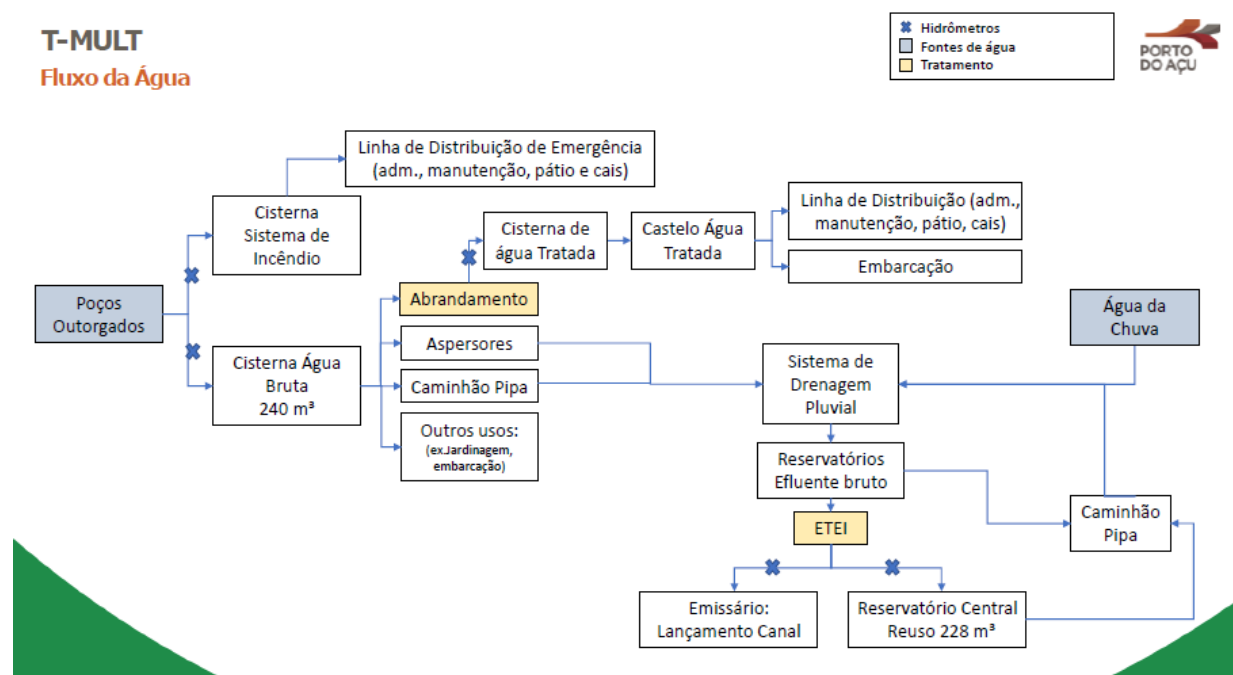 T-MULT
Fluxo da Água
Hidrômetros
Fontes de água
Tratamento
PORTO
DO AÇU
Linha de Distribuição de Emergência
(adm., manutenção, pátio e cais)
Cisterna
Sistema de
Incêndio
Cisterna de
água Tratada
Castelo Água
Tratada
Linha de Distribuição (adm.,
manutenção, pátio, cais)
Embarcação
Poços
Outorgados
Abrandamento
Água da
Chuva
Cisterna Água
Bruta
240 m³
Aspersores
Caminhão Pipa
Outros usos:
(ex.Jardinagem,
embarcação)
Sistema de
Drenagem
Pluvial
Reservatórios
Efluente bruto
ETEI
Caminhão
Pipa
Emissário:
Lançamento Canal
Reservatório Central
Reuso 228 m³